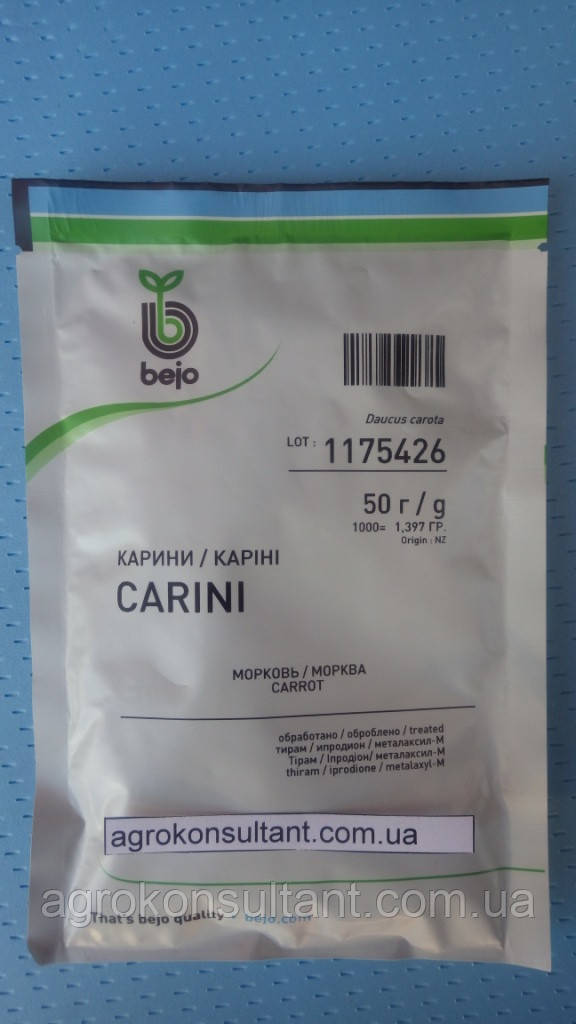 bejo
Daucus carota
LOT : 1175426
50 г / g
1000= 1,397 ГР.
Origin : NZ
КАРИНИ / КАРІНІ
CARINI
МОРКОВЬ / МОРКВА
CARROT
обработано / оброблено / treated
тирам / ипродион / металаксил-М
Тірам / Іпродіон/ металаксил-М
thiram / iprodione / metalaxyl-M
agrokonsultant.com.ua
agrokonsultant.com.ua
That's bejo quality bejo.com